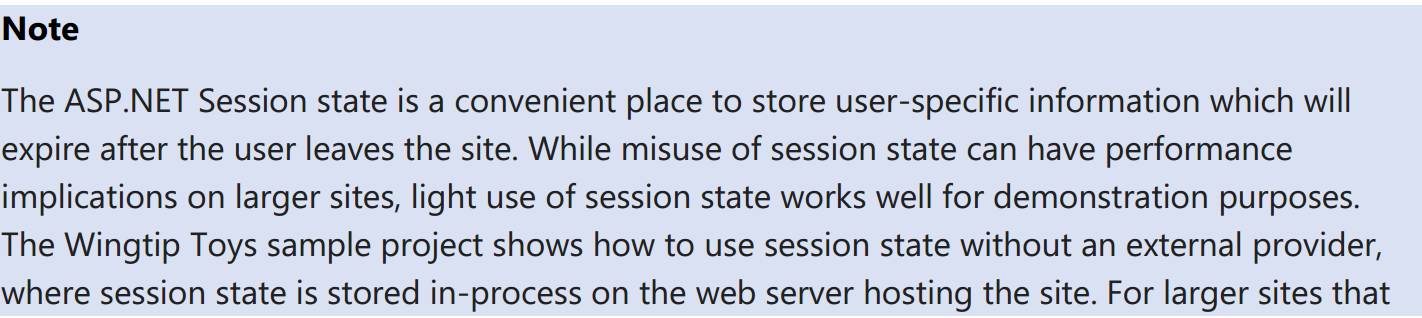 Note
The ASP.NET Session state is a convenient place to store user-specific information which will
expire after the user leaves the site. While misuse of session state can have performance
implications on larger sites, light use of session state works well for demonstration purposes.
The Wingtip Toys sample project shows how to use session state without an external provider,
where session state is stored in-process on the web server hosting the site. For larger sites that